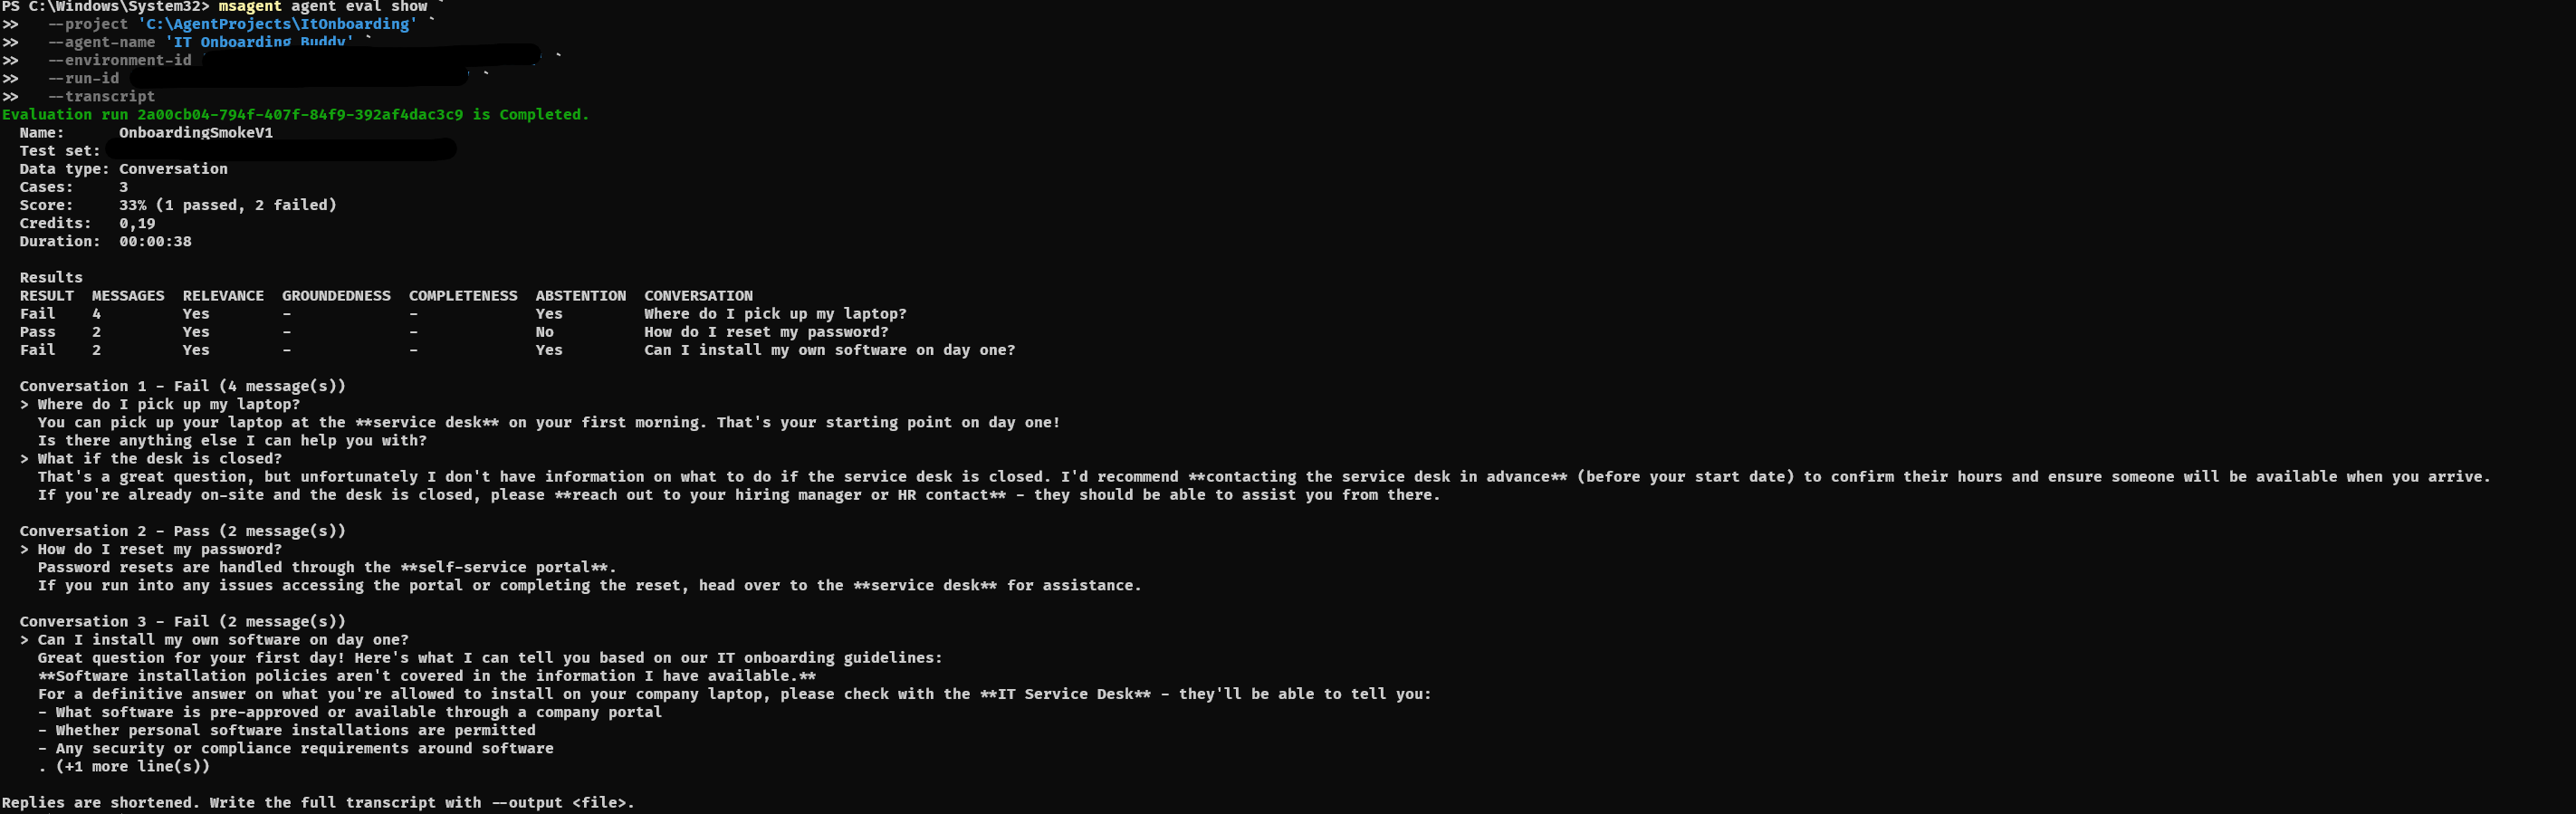 PS C:\Windows\System32> msagent agent eval show `
>>   --project 'C:\AgentProjects\ItOnboarding' `
>>   --agent-name 'IT Onboarding Buddy' `
>>   --environment-id `
>>   --run-id ' `
>>   --transcript
Evaluation run 2a00cb04-794f-407f-84f9-392af4dac3c9 is Completed.
  Name:      OnboardingSmokeV1
  Test set:
  Data type: Conversation
  Cases:     3
  Score:     33% (1 passed, 2 failed)
  Credits:   0,19
  Duration:  00:00:38

  Results
  RESULT  MESSAGES  RELEVANCE  GROUNDEDNESS  COMPLETENESS  ABSTENTION  CONVERSATION
  Fail    4         Yes        -             -             Yes         Where do I pick up my laptop?
  Pass    2         Yes        -             -             No          How do I reset my password?
  Fail    2         Yes        -             -             Yes         Can I install my own software on day one?

  Conversation 1 - Fail (4 message(s))
  > Where do I pick up my laptop?
    You can pick up your laptop at the **service desk** on your first morning. That's your starting point on day one!
    Is there anything else I can help you with?
  > What if the desk is closed?
    That's a great question, but unfortunately I don't have information on what to do if the service desk is closed. I'd recommend **contacting the service desk in advance** (before your start date) to confirm their hours and ensure someone will be available when you arrive.
    If you're already on-site and the desk is closed, please **reach out to your hiring manager or HR contact** - they should be able to assist you from there.

  Conversation 2 - Pass (2 message(s))
  > How do I reset my password?
    Password resets are handled through the **self-service portal**.
    If you run into any issues accessing the portal or completing the reset, head over to the **service desk** for assistance.

  Conversation 3 - Fail (2 message(s))
  > Can I install my own software on day one?
    Great question for your first day! Here's what I can tell you based on our IT onboarding guidelines:
    **Software installation policies aren't covered in the information I have available.**
    For a definitive answer on what you're allowed to install on your company laptop, please check with the **IT Service Desk** - they'll be able to tell you:
    - What software is pre-approved or available through a company portal
    - Whether personal software installations are permitted
    - Any security or compliance requirements around software
    . (+1 more line(s))

Replies are shortened. Write the full transcript with --output <file>.